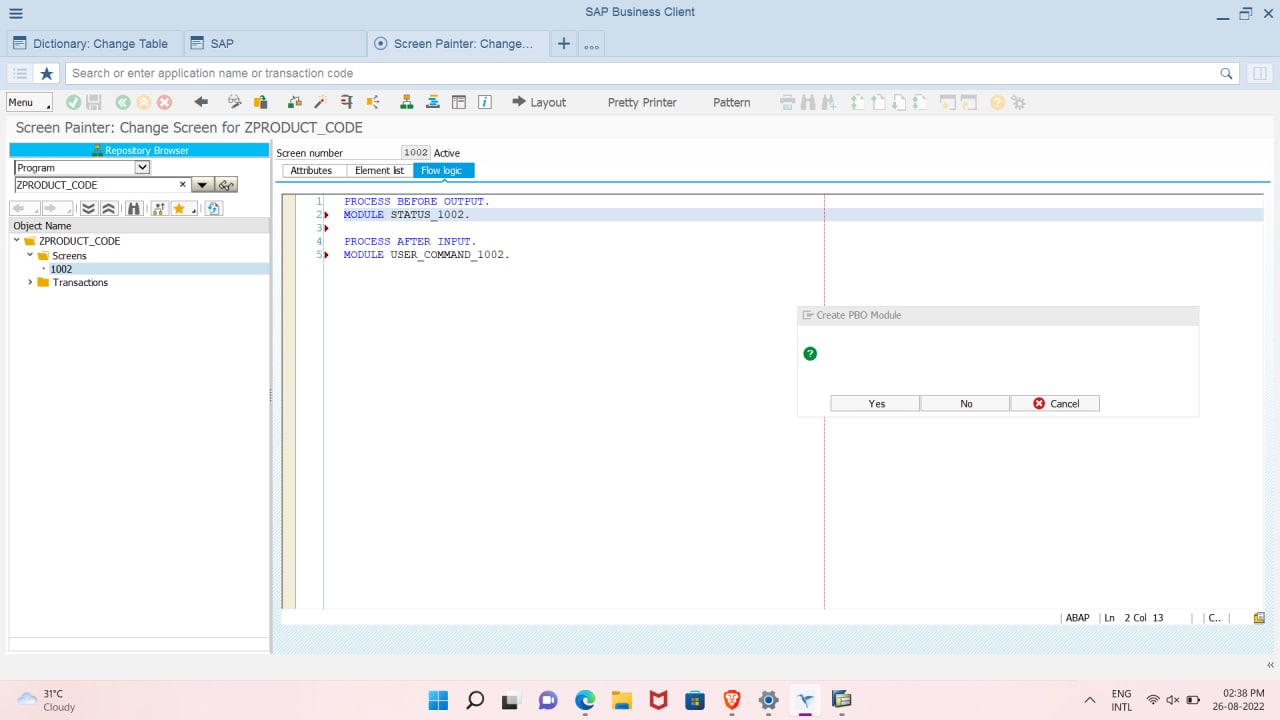 SAP Business Client
Dictionary: Change Table
SAP
Screen Painter: Change...
Search or enter application name or transaction code
Menu
Layout
Pretty Printer
Pattern
Screen Painter: Change Screen for ZPRODUCT_CODE
Repository Browser
Program
ZPRODUCT_CODE
Object Name
ZPRODUCT_CODE
Screens
1002
Transactions
Screen number 1002 Active
Attributes Element list Flow logic
1 PROCESS BEFORE OUTPUT.
2 MODULE STATUS_1002.
3
4 PROCESS AFTER INPUT.
5 MODULE USER_COMMAND_1002.
Create PBO Module
Yes No Cancel
ABAP Ln 2 Col 13 C..
31°C
Cloudy
ENG
INTL
02:38 PM
26-08-2022